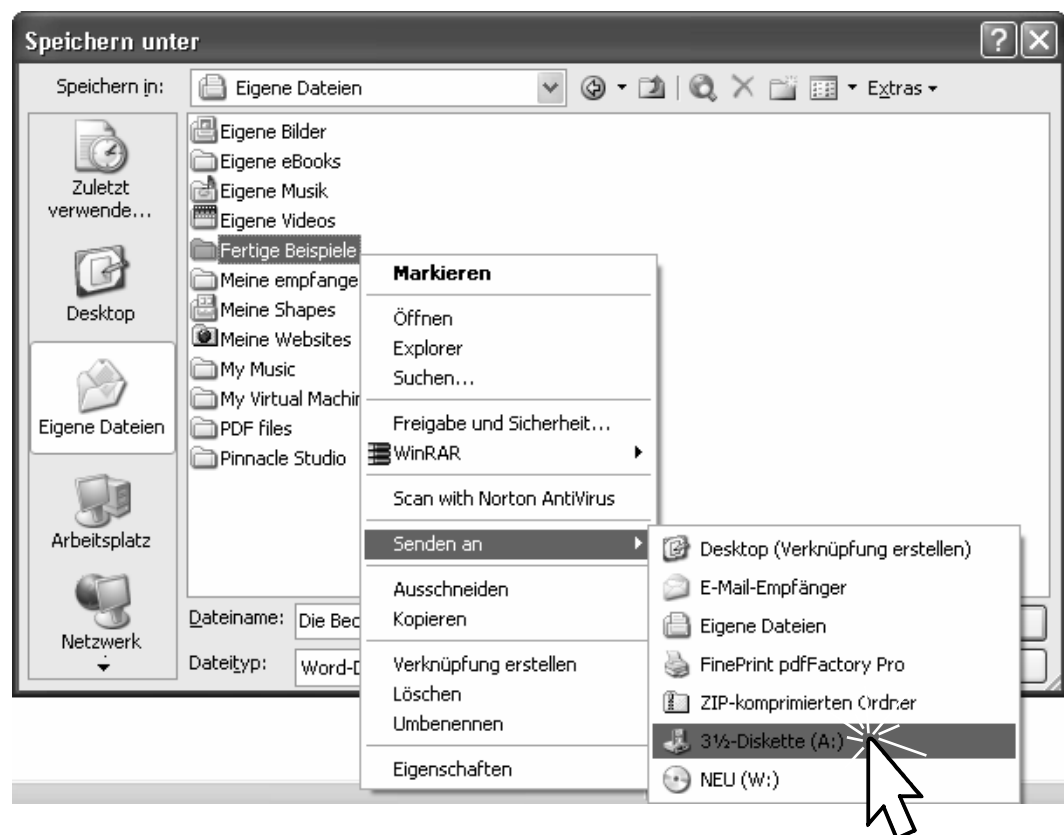 Speichern unter
Speichern in:
Eigene Dateien
Extras
Zuletzt
verwende...
Desktop
Eigene Dateien
Arbeitsplatz
Netzwerk
Eigene Bilder
Eigene eBooks
Eigene Musik
Eigene Videos
Fertige Beispiele
Meine empfange
Meine Shapes
Meine Websites
My Music
My Virtual Machin
PDF files
Pinnacle Studio
Dateiname:
Die Bec
Dateityp:
Word-D
Markieren
Öffnen
Explorer
Suchen...
Freigabe und Sicherheit...
WinRAR
Scan with Norton AntiVirus
Senden an
Ausschneiden
Kopieren
Verknüpfung erstellen
Löschen
Umbenennen
Eigenschaften
Desktop (Verknüpfung erstellen)
E-Mail-Empfänger
Eigene Dateien
FinePrint pdfFactory Pro
ZIP-komprimierten Ordner
3½-Diskette (A:)
NEU (W:)